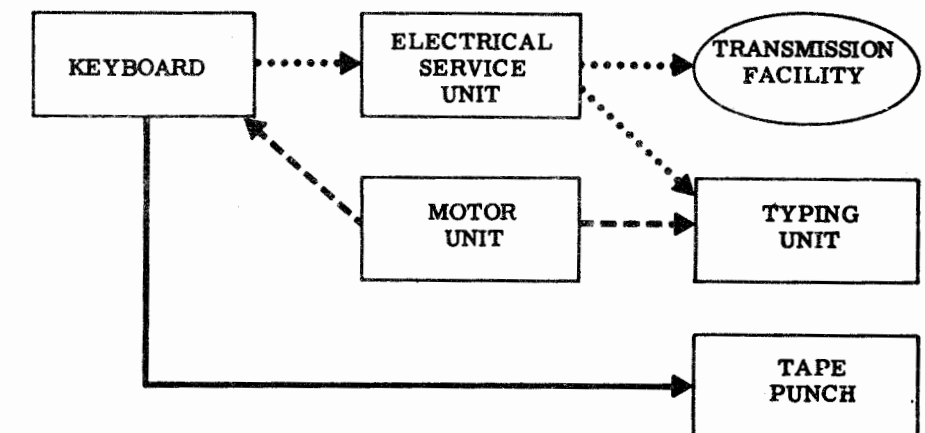 KEYBOARD
ELECTRICAL
SERVICE
UNIT
TRANSMISSION
FACILITY
MOTOR
UNIT
TYPING
UNIT
TAPE
PUNCH